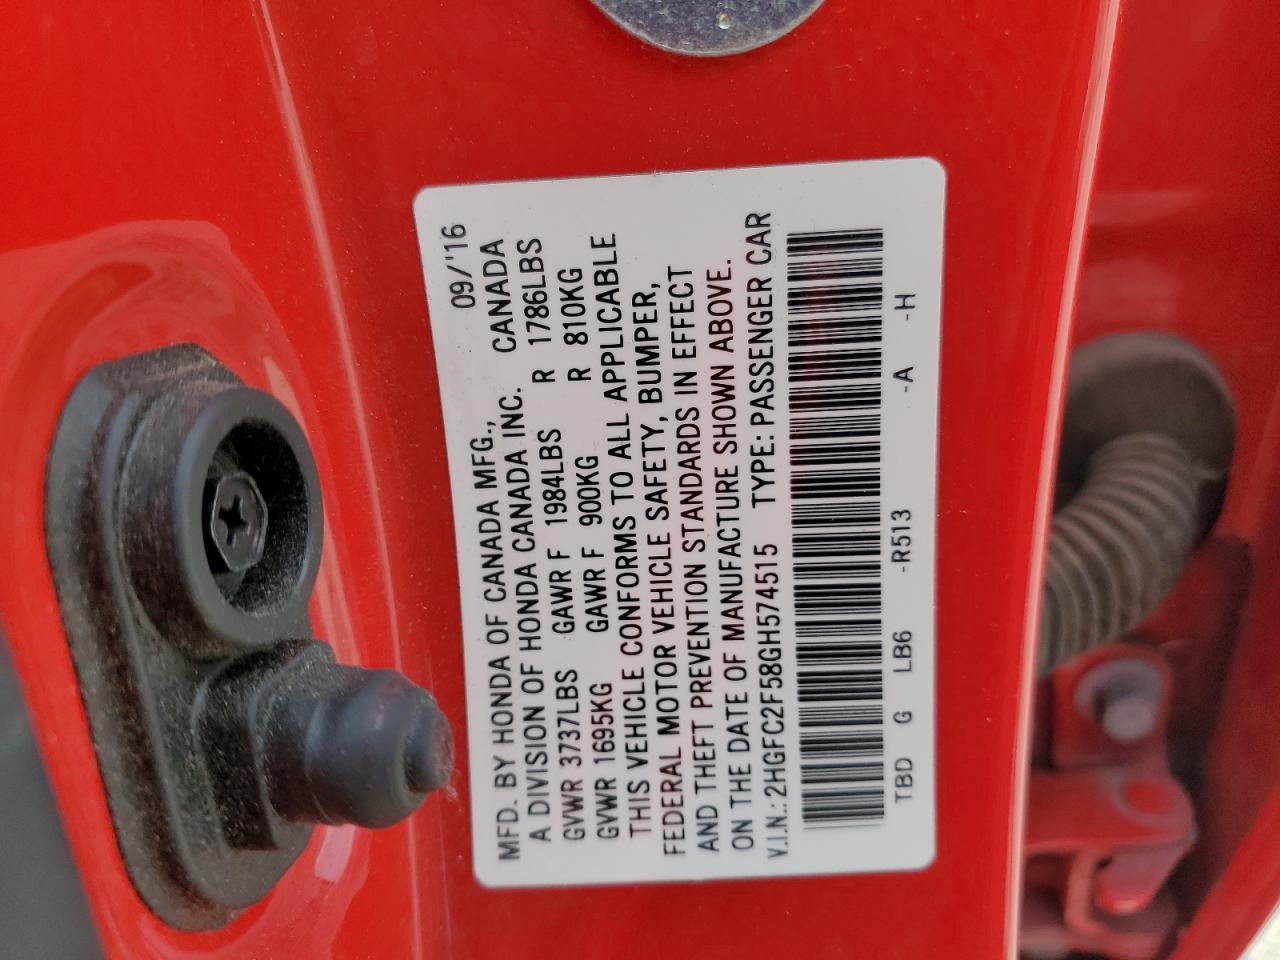 09/'16
MFD. BY HONDA OF CANADA MFG., CANADA
A DIVISION OF HONDA CANADA INC.
GVWR 3737LBS GAWR F 1984LBS R 1786LBS
GVWR 1695KG GAWR F 900KG R 810KG
THIS VEHICLE CONFORMS TO ALL APPLICABLE
FEDERAL MOTOR VEHICLE SAFETY, BUMPER,
AND THEFT PREVENTION STANDARDS IN EFFECT
ON THE DATE OF MANUFACTURE SHOWN ABOVE.
V.I.N.: 2HGFC2F58GH574515 TYPE: PASSENGER CAR
TBD G LB6 -R513 -A -H